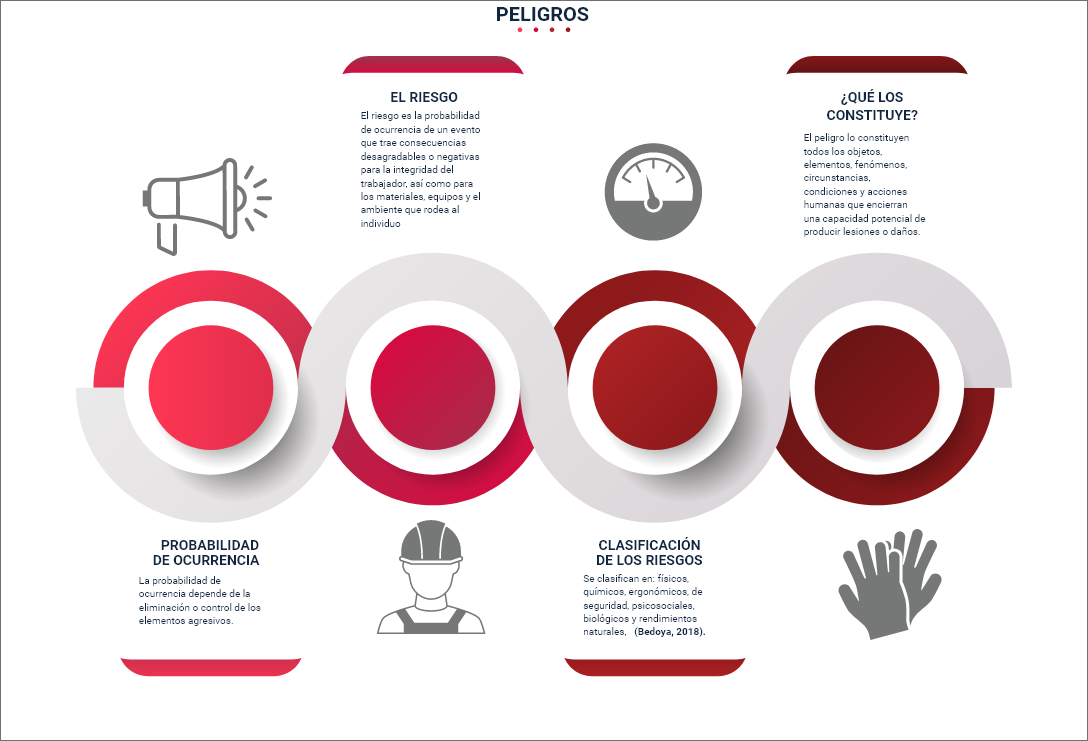 PELIGROS
EL RIESGO
El riesgo es la probabilidad
de ocurrencia de un evento
que trae consecuencias
desagradables o negativas
para la integridad del
trabajador, así como para
los materiales, equipos y el
ambiente que rodea al
individuo
¿QUÉ LOS
CONSTITUYE?
El peligro lo constituyen
todos los objetos,
elementos, fenómenos,
circunstancias,
condiciones y acciones
humanas que encierran
una capacidad potencial de
producir lesiones o daños.
PROBABILIDAD
DE OCURRENCIA
La probabilidad de
ocurrencia depende de la
eliminación o control de los
elementos agresivos.
CLASIFICACIÓN
DE LOS RIESGOS
Se clasifican en: físicos,
químicos, ergonómicos, de
seguridad, psicosociales,
biológicos y rendimientos
naturales, (Bedoya, 2018).